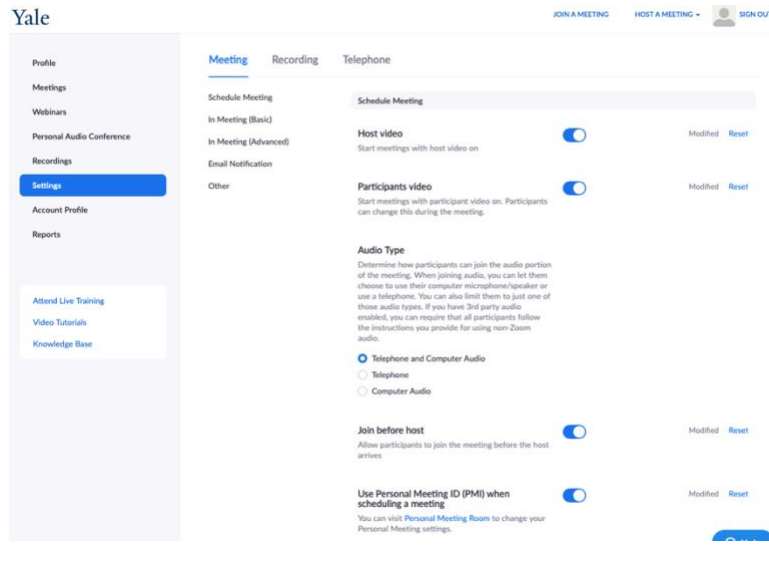 Yale
JOIN A MEETING
HOST A MEETING
SIGN OU
Profile
Meetings
Webinars
Personal Audio Conference
Recordings
Settings
Account Profile
Reports
Attend Live Training
Video Tutorials
Knowledge Base
Meeting
Recording
Telephone
Schedule Meeting
In Meeting (Basic)
In Meeting (Advanced)
Email Notification
Other
Schedule Meeting
Host video
Start meetings with host video on
Modified Reset
Participants video
Start meetings with participant video on. Participants
can change this during the meeting.
Modified Reset
Audio Type
Determine how participants can join the audio portion
of the meeting. When joining audio, you can let them
choose to use their computer microphone/speaker or
use a telephone. You can also limit them to just one of
those audio types. If you have 3rd party audio
enabled, you can require that all participants follow
the instructions you provide for using non-Zoom
audio.
Telephone and Computer Audio
Telephone
Computer Audio
Join before host
Allow participants to join the meeting before the host
arrives
Modified Reset
Use Personal Meeting ID (PMI) when
scheduling a meeting
You can visit Personal Meeting Room to change your
Personal Meeting settings.
Modified Reset